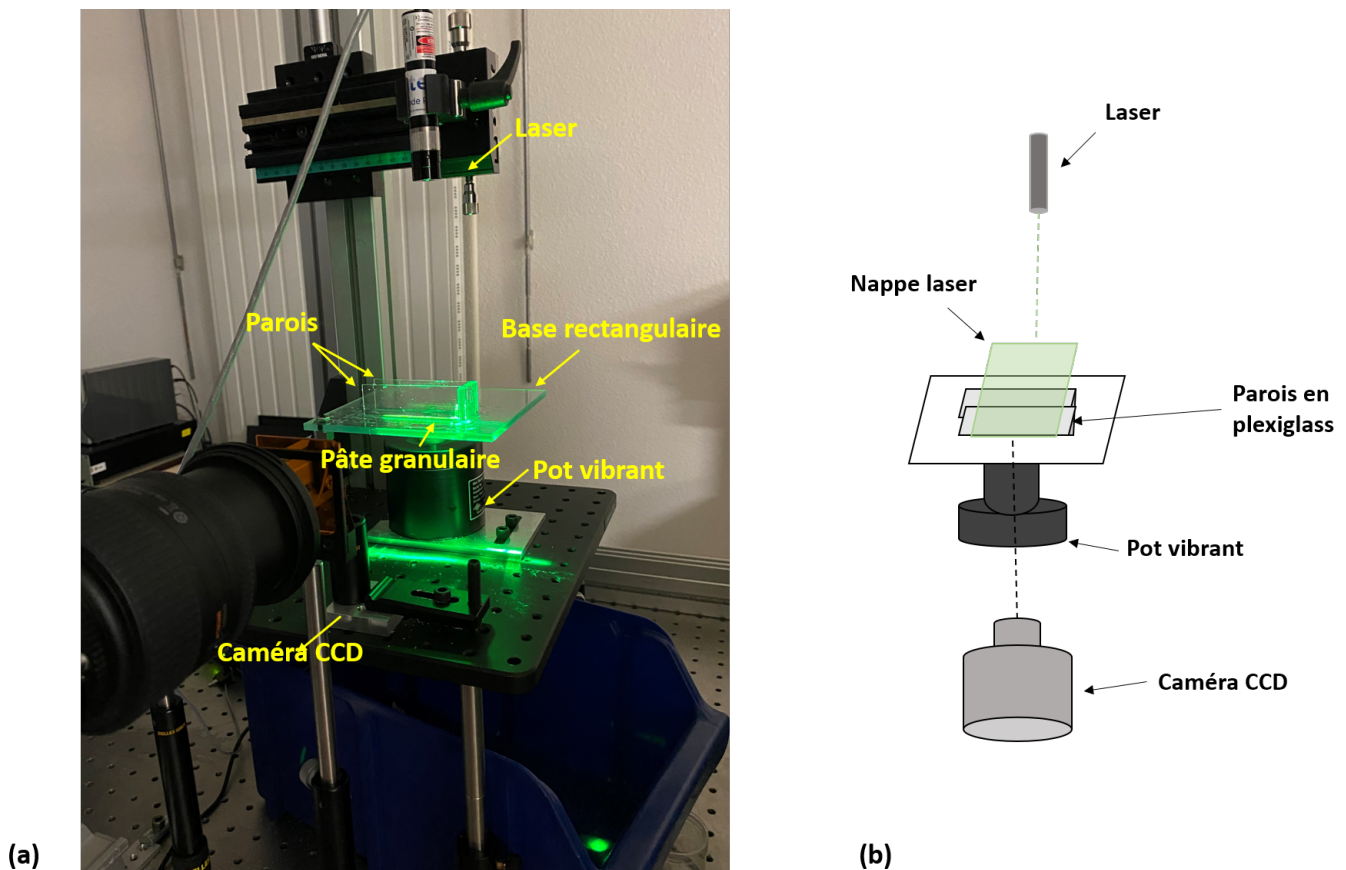 Laser
Parois
Base rectangulaire
Pâte granulaire
Pot vibrant
Caméra CCD
(a)
Laser
Nappe laser
Parois en
plexiglass
Pot vibrant
Caméra CCD
(b)